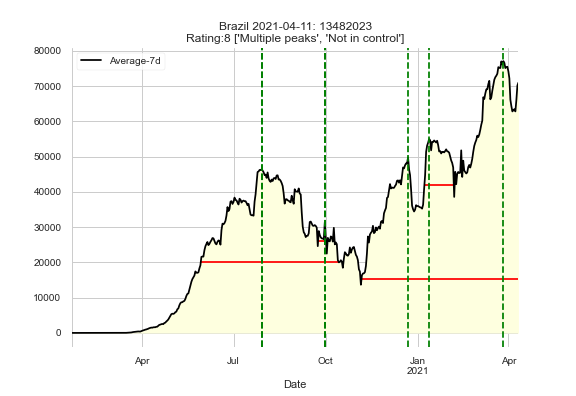 Brazil 2021-04-11: 13482023
Rating:8 ['Multiple peaks', 'Not in control']
Average-7d
80000
70000
60000
50000
40000
30000
20000
10000
0
Apr
Jul
Oct
Jan
2021
Apr
Date